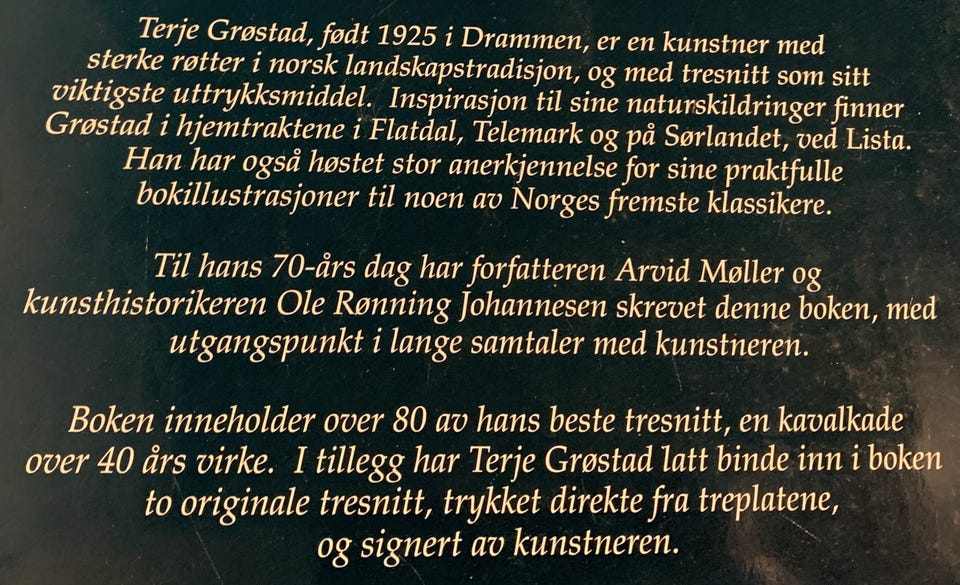 Terje Grøstad, født 1925 i Drammen, er en kunstner med
sterke røtter i norsk landskapstradisjon, og med tresnitt som sitt
viktigste uttrykksmiddel. Inspirasjon til sine naturskildringer finner
Grøstad i hjemtraktene i Flatdal, Telemark og på Sørlandet, ved Lista.
Han har også høstet stor anerkjennelse for sine praktfulle
bokillustrasjoner til noen av Norges fremste klassikere.
Til hans 70-års dag har forfatteren Arvid Møller og
kunsthistorikeren Ole Rønning Johannesen skrevet denne boken, med
utgangspunkt i lange samtaler med kunstneren.
Boken inneholder over 80 av hans beste tresnitt, en kavalkade
over 40 års virke. I tillegg har Terje Grøstad latt binde inn i boken
to originale tresnitt, trykket direkte fra treplatene,
og signert av kunstneren.